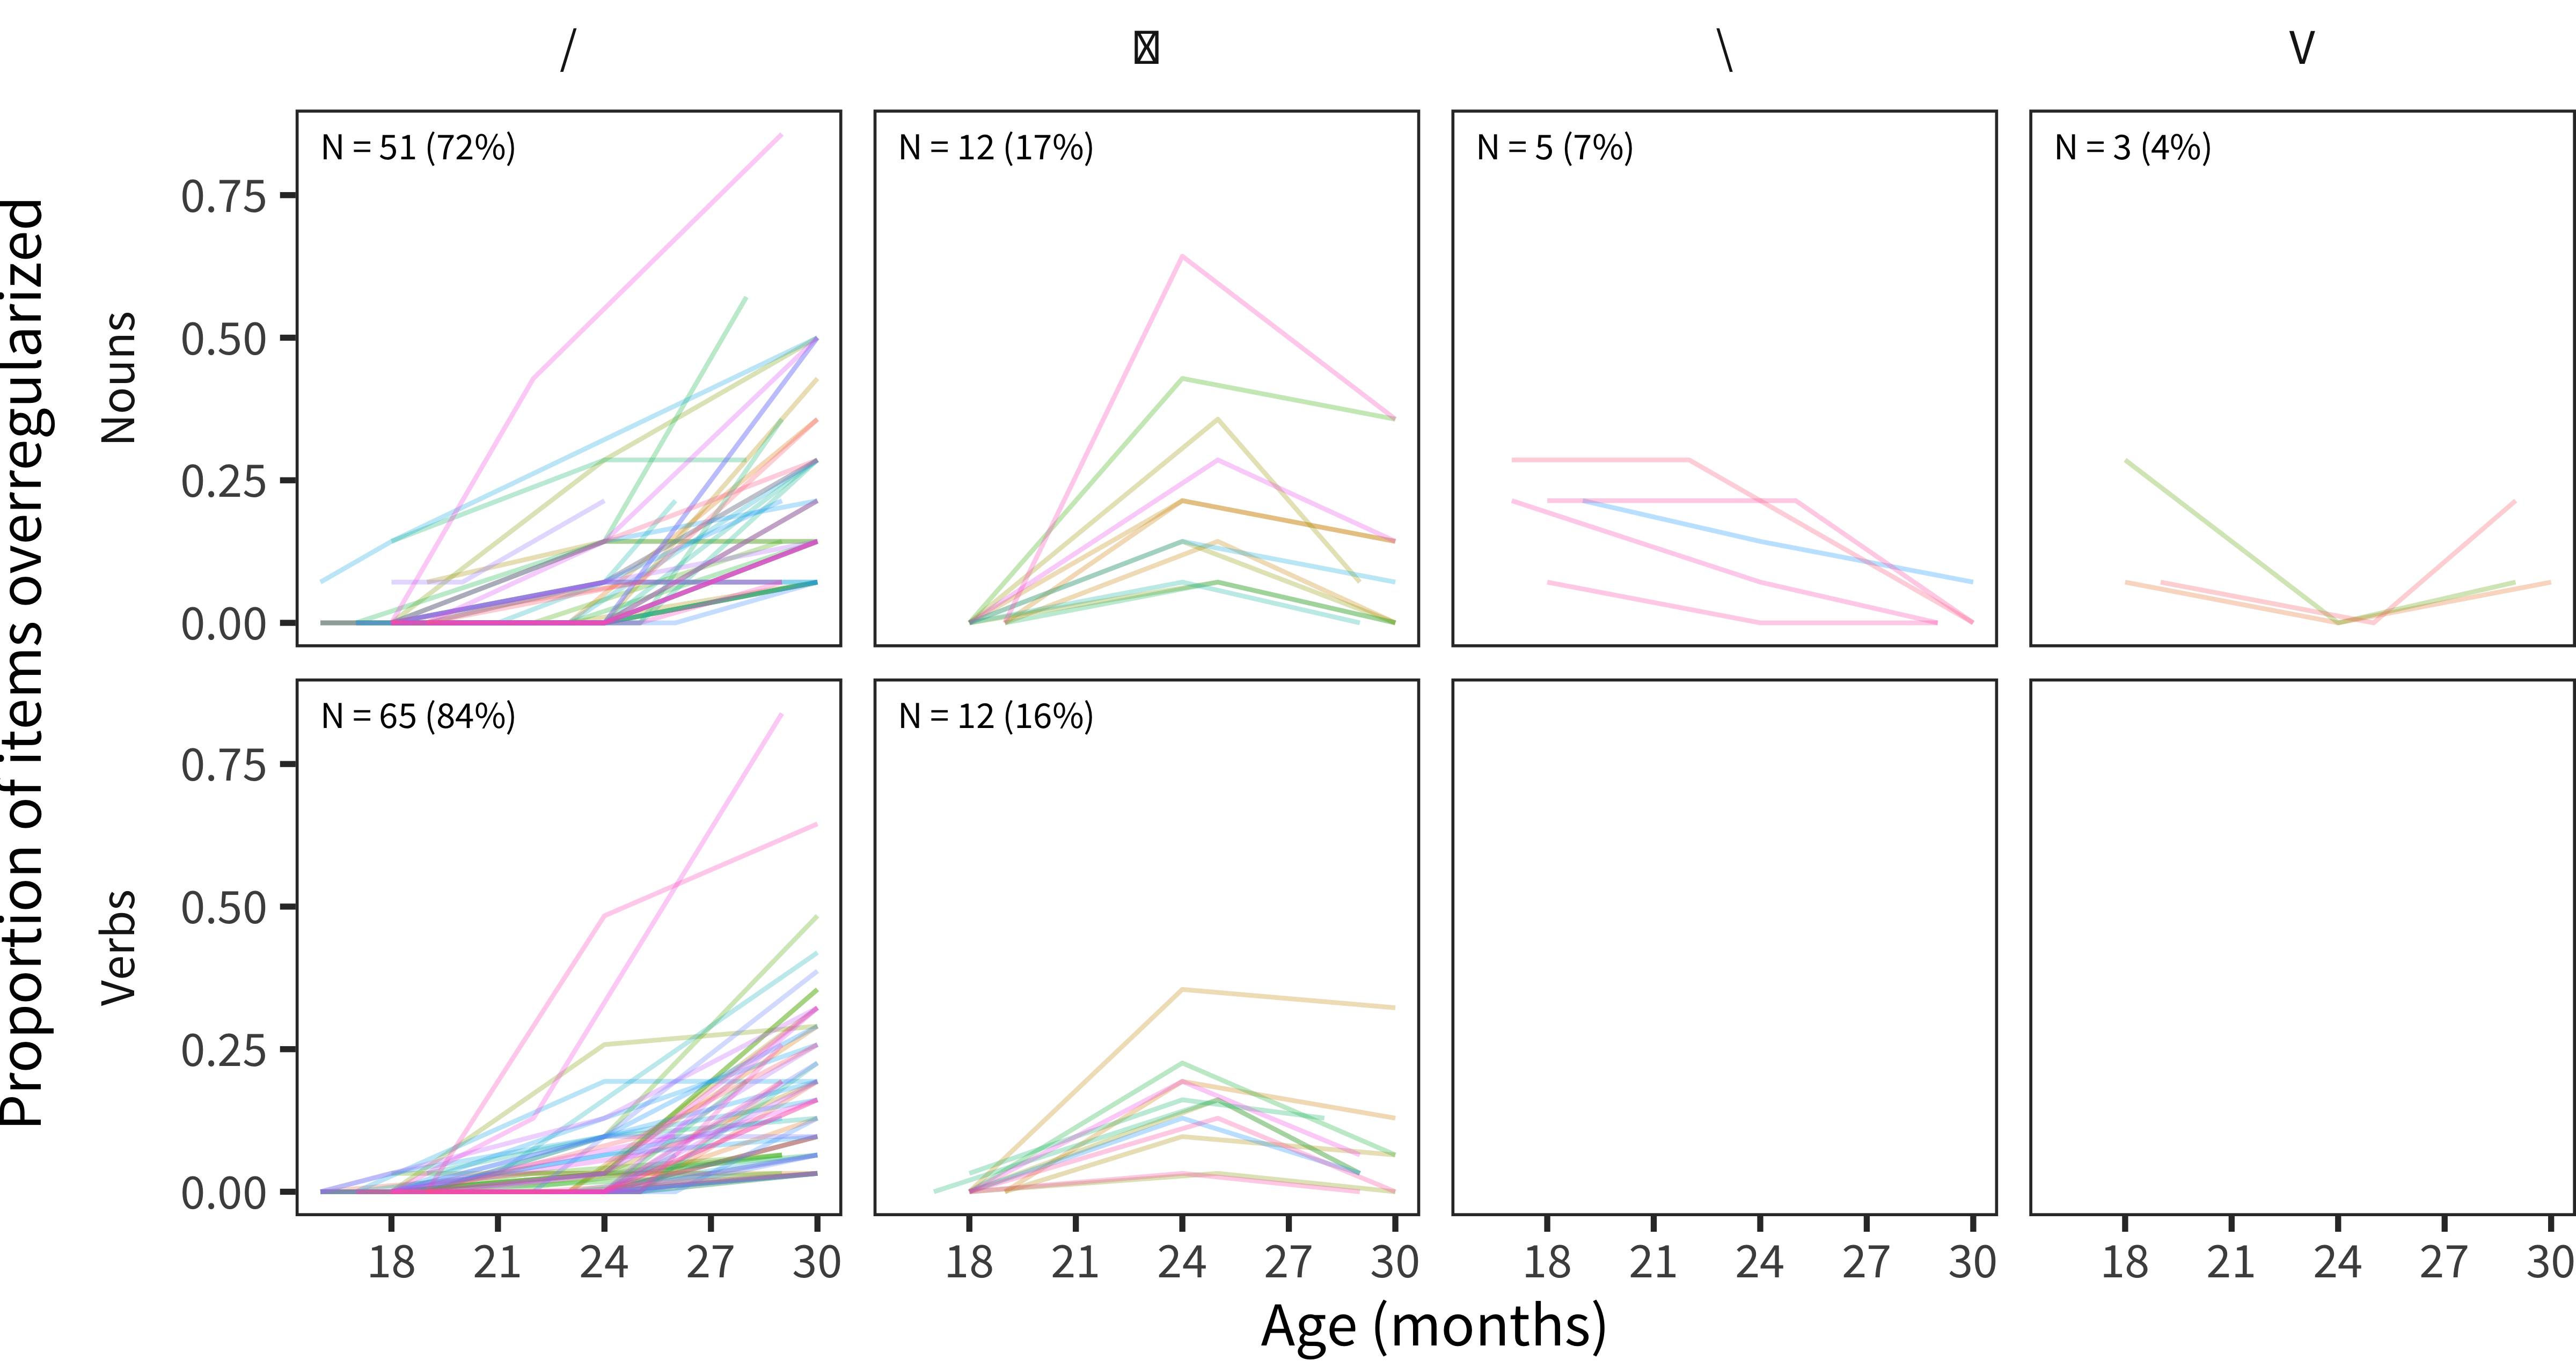 /
\
V
Proportion of items overregularized
Nouns
N = 51 (72%)
N = 12 (17%)
N = 5 (7%)
N = 3 (4%)
0.75
0.50
0.25
0.00
Verbs
N = 65 (84%)
N = 12 (16%)
0.75
0.50
0.25
0.00
18 21 24 27 30
18 21 24 27 30
18 21 24 27 30
18 21 24 27 30
Age (months)